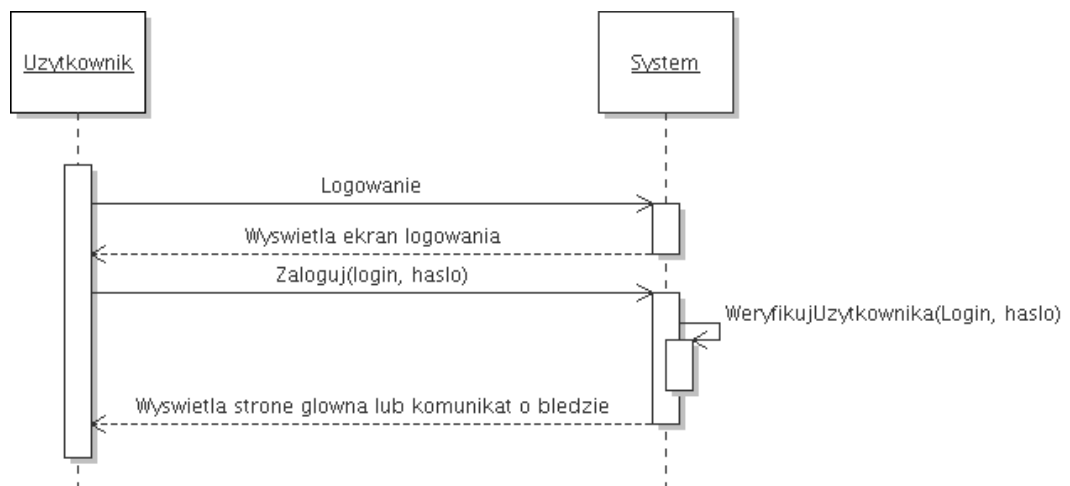 Uzytkownik
System
Logowanie
Wyswietla ekran logowania
Zaloguj(login, haslo)
WeryfikujUzytkownika(Login, haslo)
Wyswietla strone glowna lub komunikat o bledzie